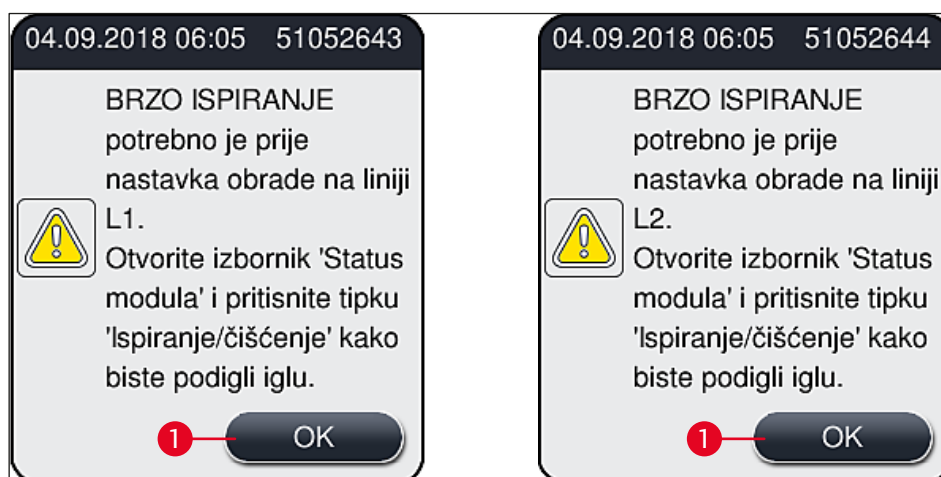 04.09.2018 06:05 51052643
BRZO ISPIRANJE
potrebno je prije
nastavka obrade na liniji
L1.
Otvorite izbornik 'Status
modula' i pritisnite tipku
'Ispiranje/čišćenje' kako
biste podigli iglu.
1
OK
04.09.2018 06:05 51052644
BRZO ISPIRANJE
potrebno je prije
nastavka obrade na liniji
L2.
Otvorite izbornik 'Status
modula' i pritisnite tipku
'Ispiranje/čišćenje' kako
biste podigli iglu.
1
OK